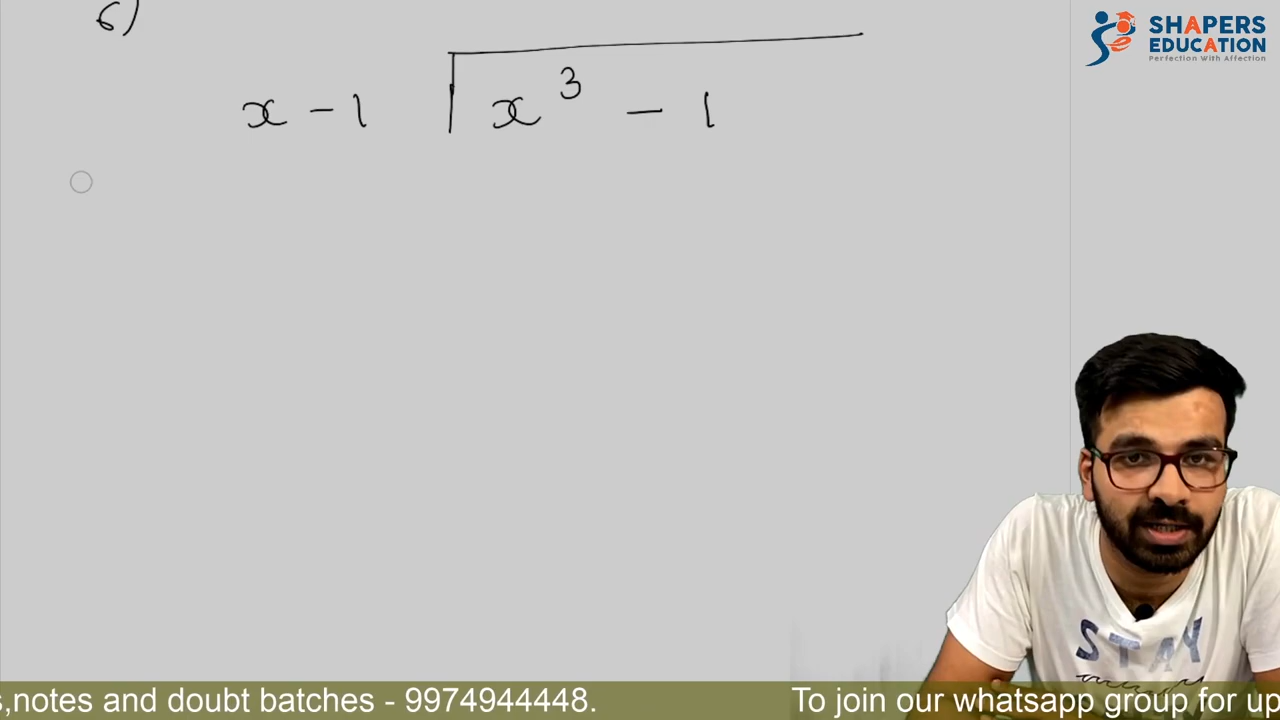 6)
x - 1 x³ - 1
SHAPERS
EDUCATION
Perfection With Affection
STAY
s,notes and doubt batches - 9974944448. To join our whatsapp group for up